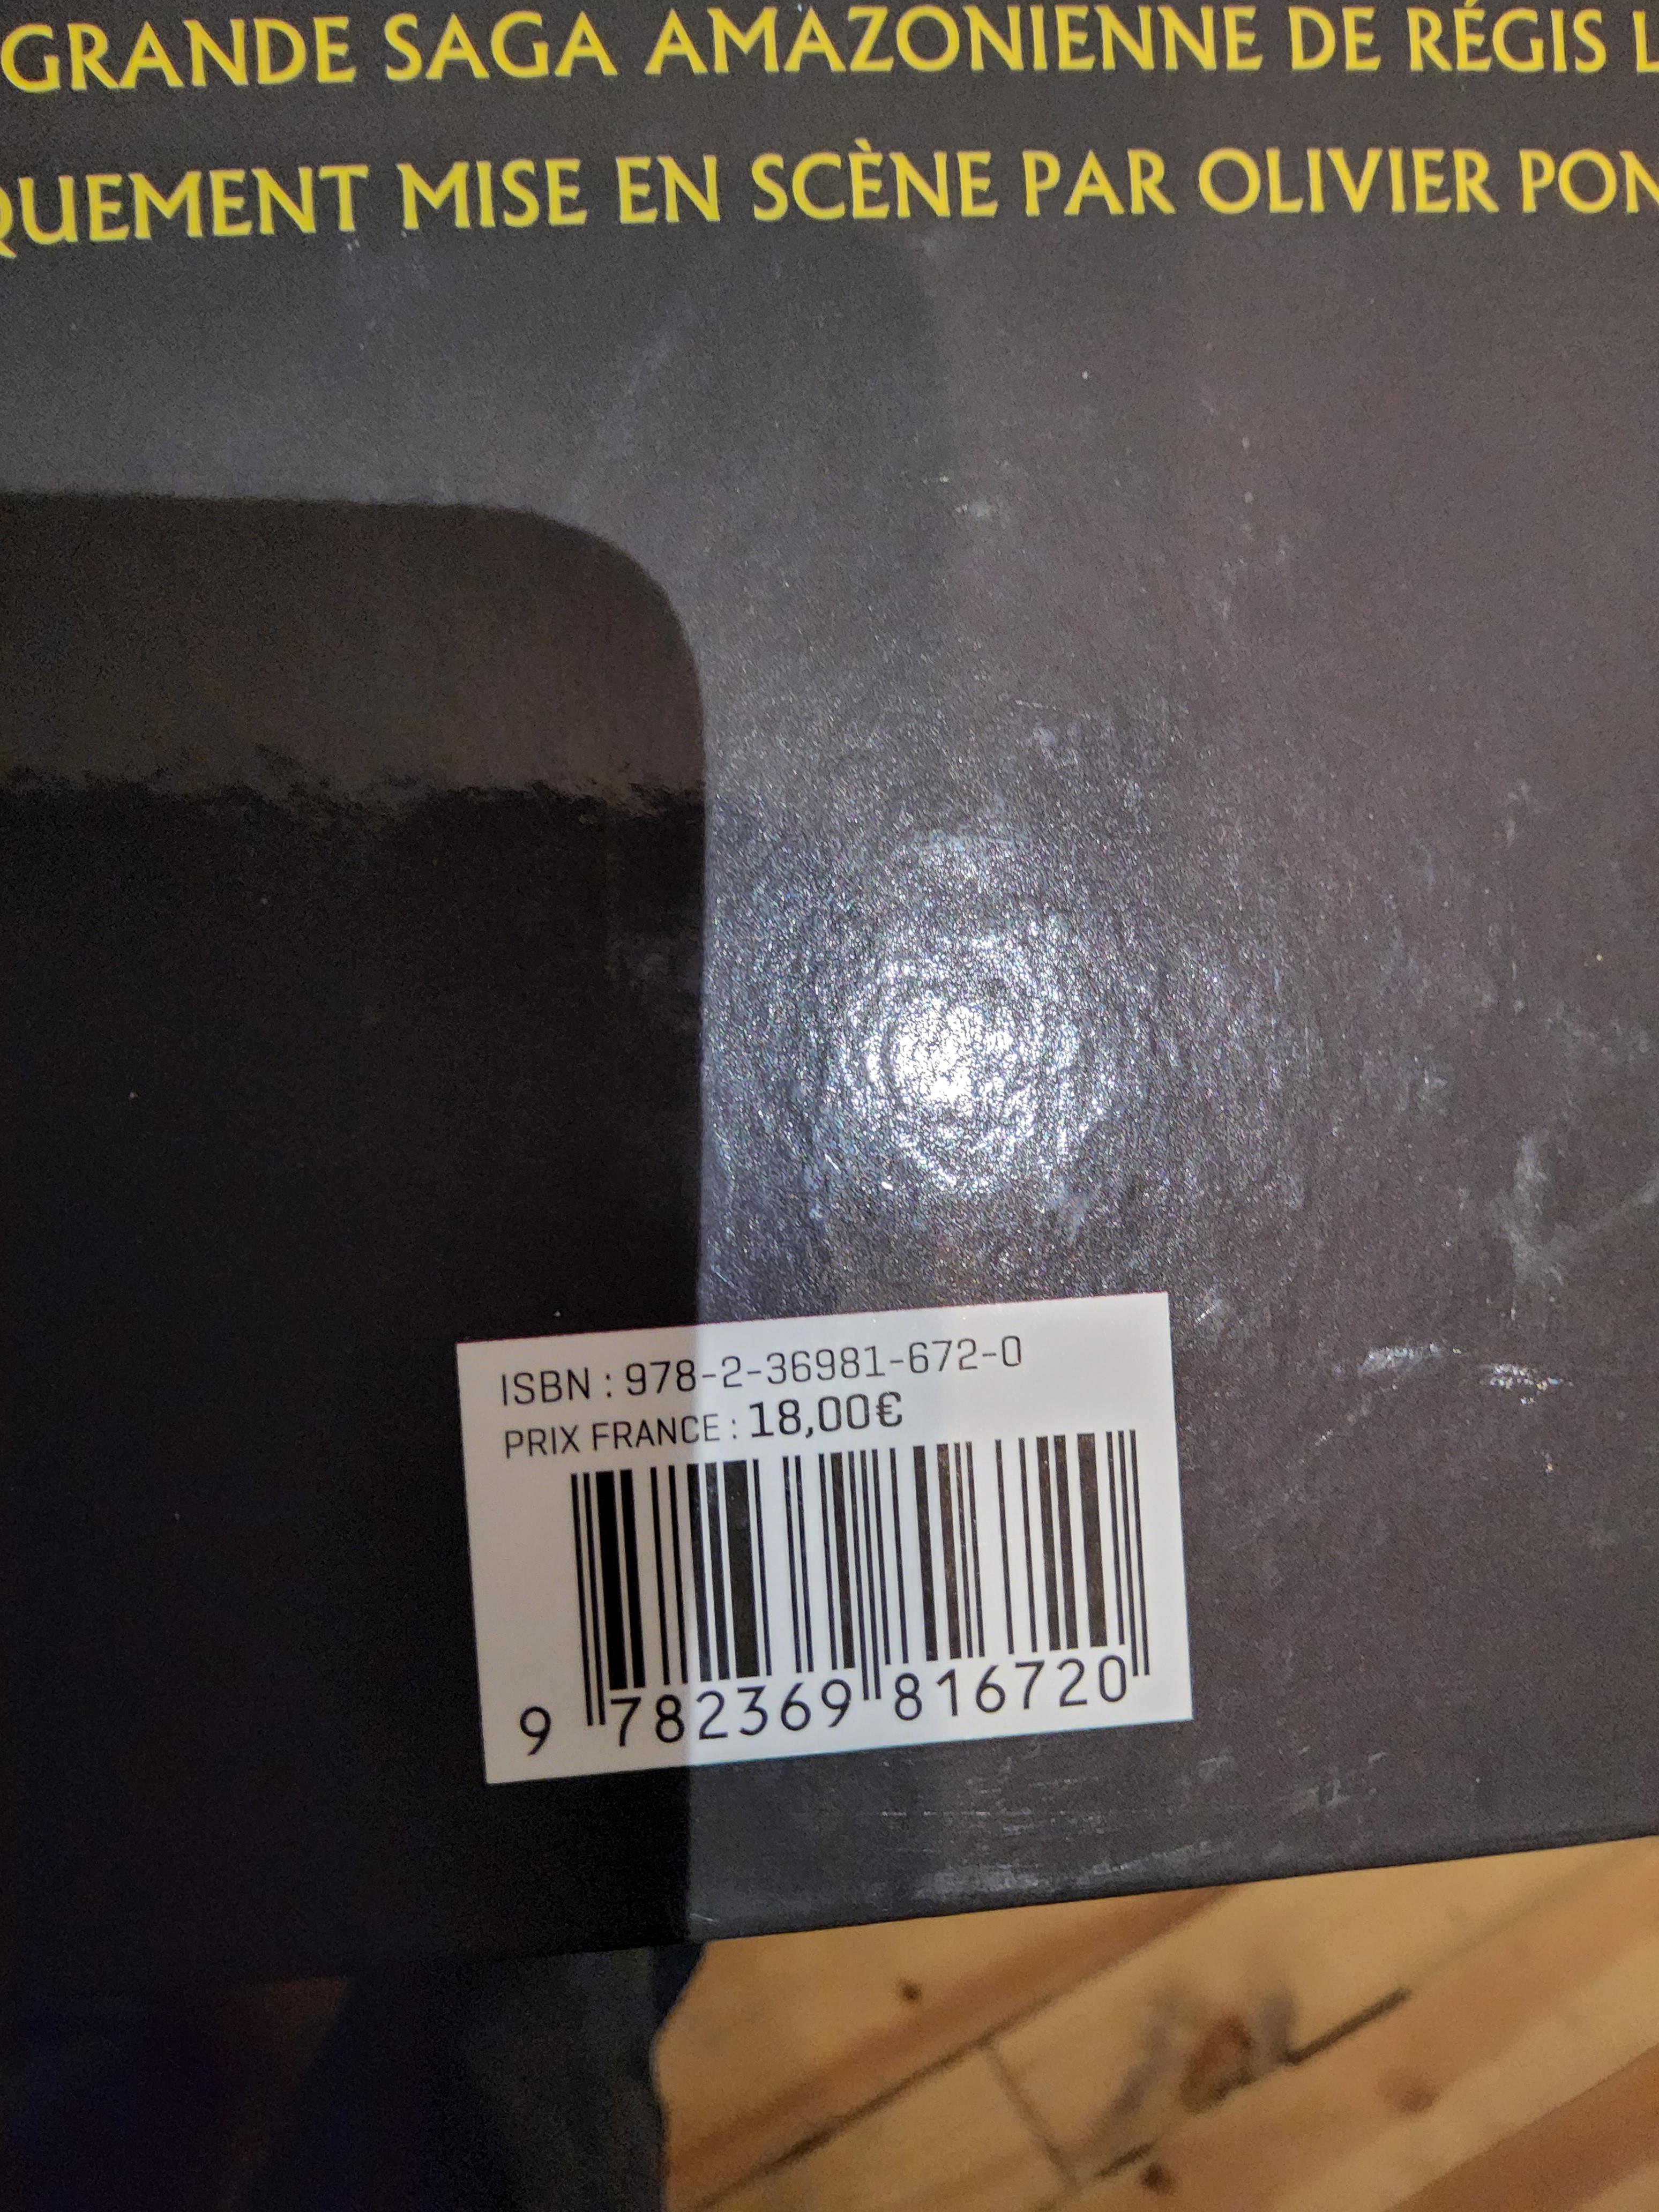 GRANDE SAGA AMAZONIENNE DE RÉGIS L
QUEMENT MISE EN SCÈNE PAR OLIVIER PON
ISBN : 978-2-36981-672-0
PRIX FRANCE : 18,00€
9 782369 816720